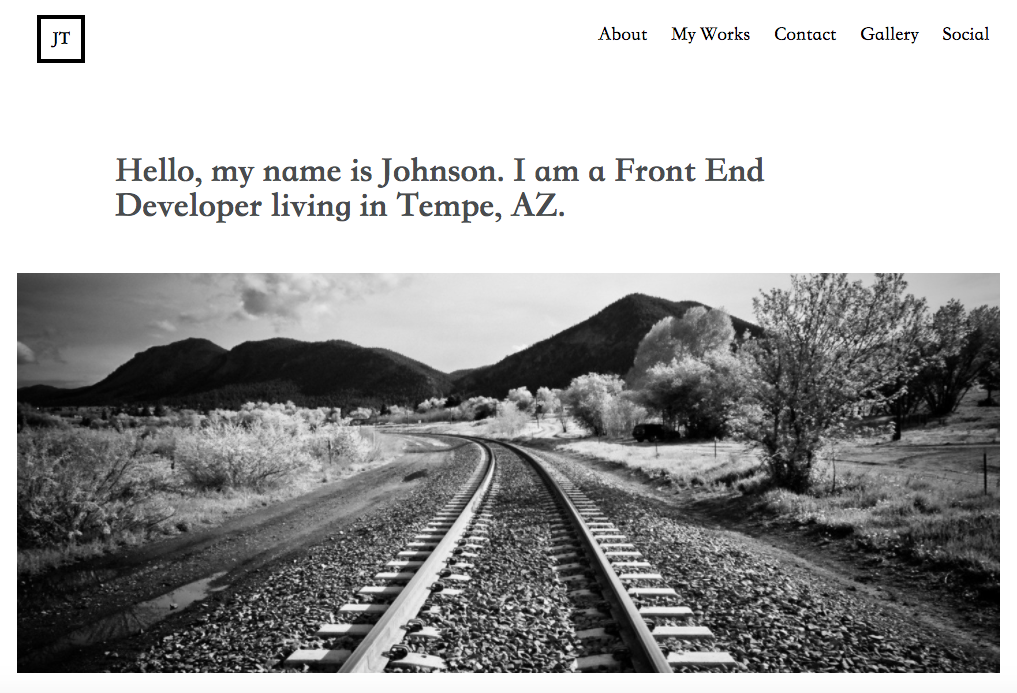 JT
About My Works Contact Gallery Social
Hello, my name is Johnson. I am a Front End
Developer living in Tempe, AZ.